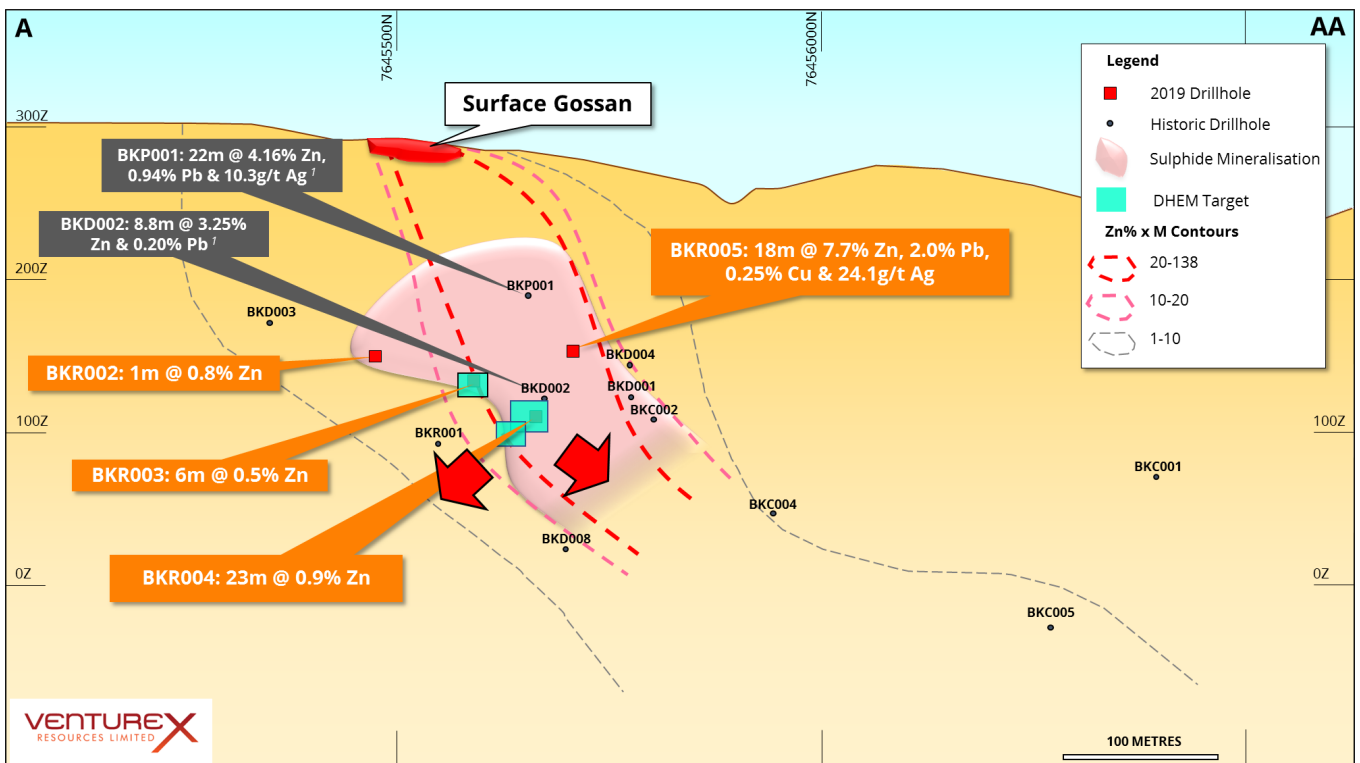 A
AA
7645500N
7645600N
Legend
2019 Drillhole
Historic Drillhole
Sulphide Mineralisation
DHEM Target
Zn% x M Contours
20-138
10-20
1-10
Surface Gossan
300Z
BKP001: 22m @ 4.16% Zn,
0.94% Pb & 10.3g/t Ag 1
BKD002: 8.8m @ 3.25%
Zn & 0.20% Pb 1
BKR005: 18m @ 7.7% Zn, 2.0% Pb,
0.25% Cu & 24.1g/t Ag
200Z
BKP001
BKD003
BKD004
BKR002: 1m @ 0.8% Zn
BKD002
BKD001
BKC002
100Z
100Z
BKR001
BKR003: 6m @ 0.5% Zn
BKC001
BKC004
BKD008
BKR004: 23m @ 0.9% Zn
0Z
0Z
BKC005
VENTUREX
RESOURCES LIMITED
100 METRES